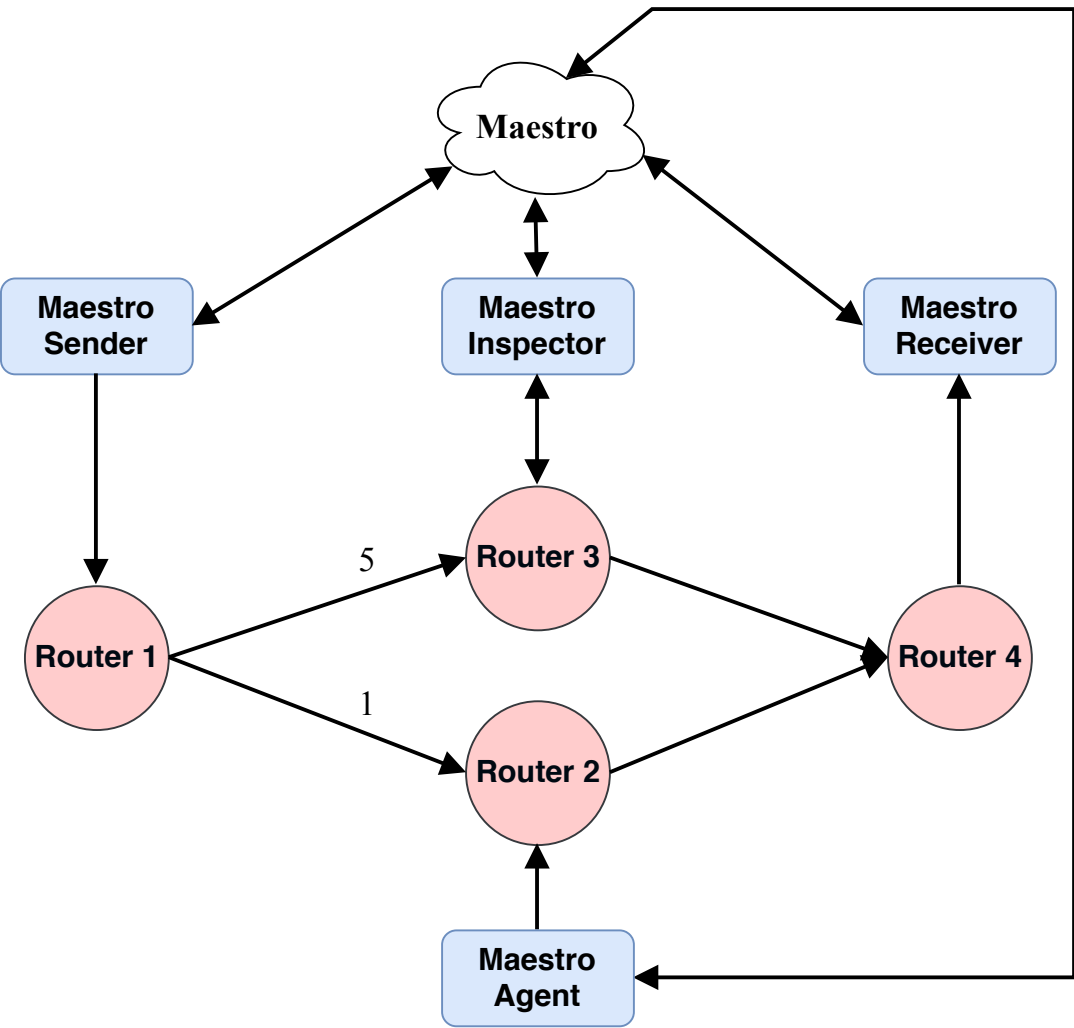 Maestro
Maestro
Sender
Maestro
Inspector
Maestro
Receiver
5
Router 3
Router 1
Router 4
1
Router 2
Maestro
Agent